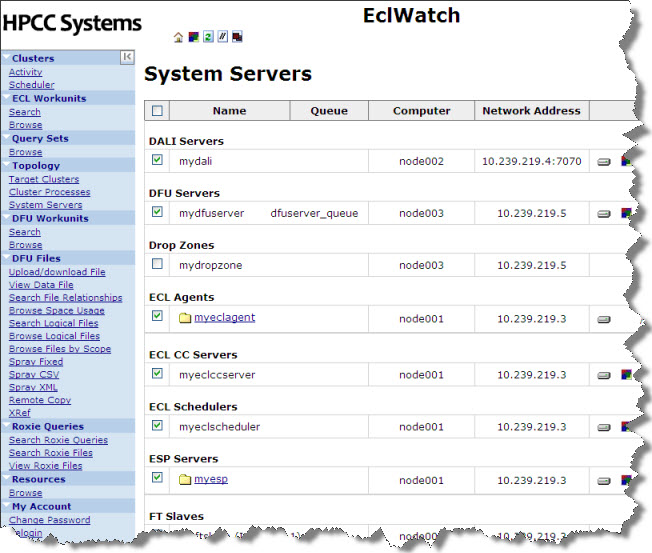 HPCC Systems
EclWatch
Clusters
Activity
Scheduler
ECL Workunits
Search
Browse
Query Sets
Browse
Topology
Target Clusters
Cluster Processes
System Servers
DFU Workunits
Search
Browse
DFU Files
Upload/download File
View Data File
Search File Relationships
Browse Space Usage
Search Logical Files
Browse Logical Files
Browse Files by Scope
Spray Fixed
Spray CSV
Spray XML
Remote Copy
XRef
Roxie Queries
Search Roxie Queries
Search Roxie Files
View Roxie Files
Resources
Browse
My Account
Change Password
System Servers
Name Queue Computer Network Address
DALI Servers
mydali node002 10.239.219.4:7070
DFU Servers
mydfuserver dfuserver_queue node003 10.239.219.5
Drop Zones
mydropzone node003 10.239.219.5
ECL Agents
myeclagent node001 10.239.219.3
ECL CC Servers
myeclccserver node001 10.239.219.3
ECL Schedulers
myeclscheduler node001 10.239.219.3
ESP Servers
myesp node001 10.239.219.3
FT Slaves